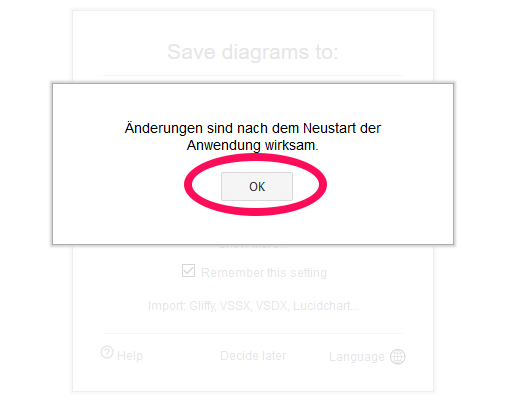 Save diagrams to:
Änderungen sind nach dem Neustart der
Anwendung wirksam.
OK
Remember this setting
Import: Gliffy, VSSX, VSDX, Lucidchart...
Help
Decide later
Language